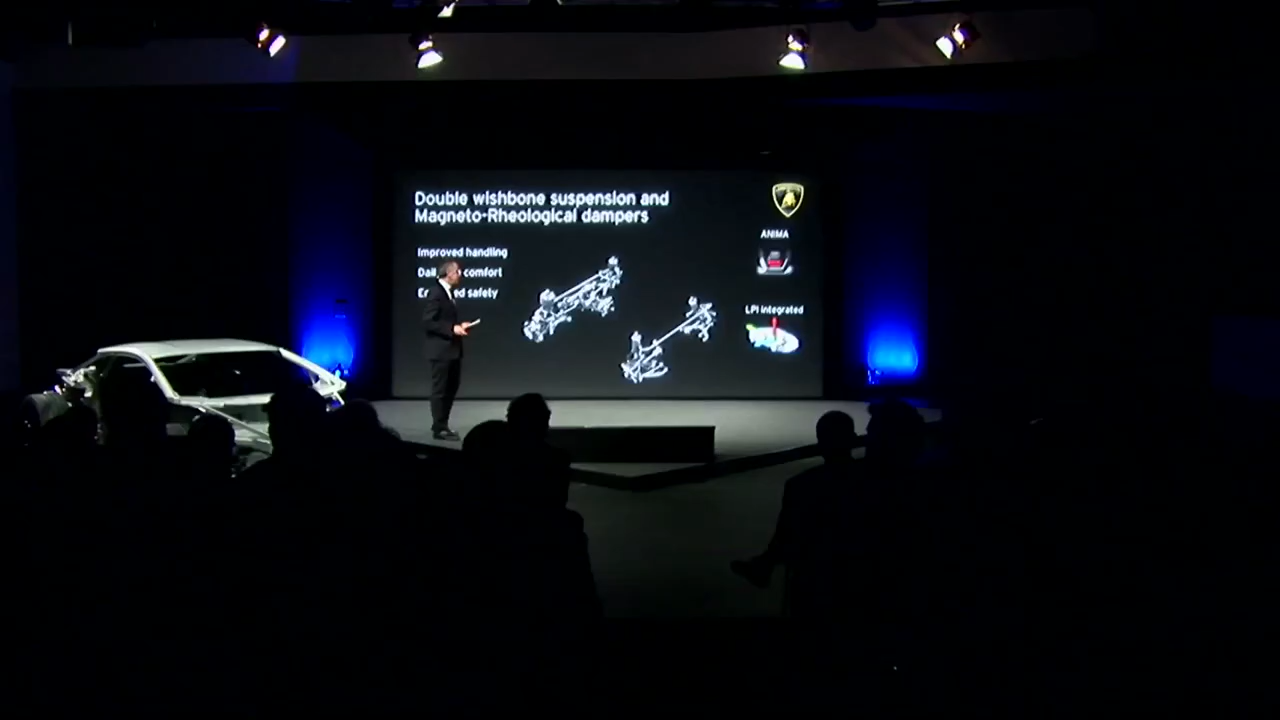 Double wishbone suspension and
Magneto-Rheological dampers
Improved handling
comfort
safety
ANIMA
LPI integrated